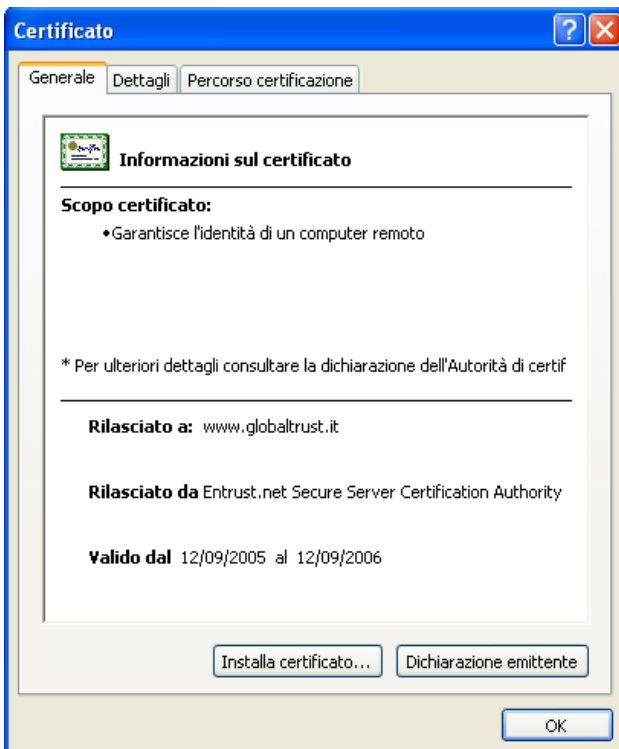 Certificato
Generale Dettagli Percorso certificazione
Informazioni sul certificato
Scopo certificato:
•Garantisce l'identità di un computer remoto
* Per ulteriori dettagli consultare la dichiarazione dell'Autorità di certif
Rilasciato a: www.globaltrust.it
Rilasciato da Entrust.net Secure Server Certification Authority
Valido dal 12/09/2005 al 12/09/2006
Installa certificato... Dichiarazione emittente
OK